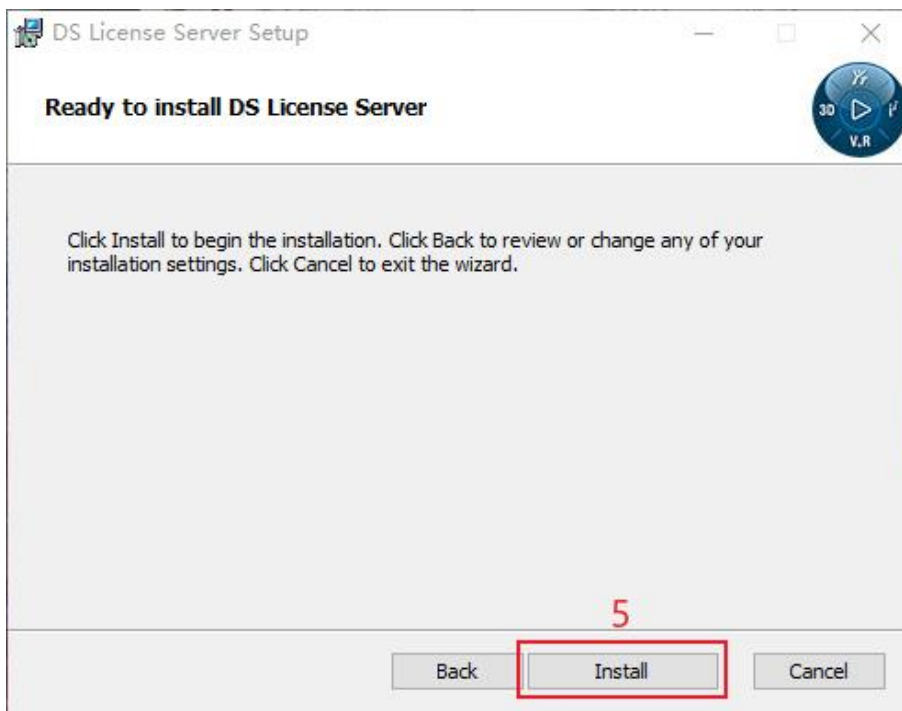 DS License Server Setup
Ready to install DS License Server
3D
V.R
Click Install to begin the installation. Click Back to review or change any of your
installation settings. Click Cancel to exit the wizard.
5
Back Install Cancel